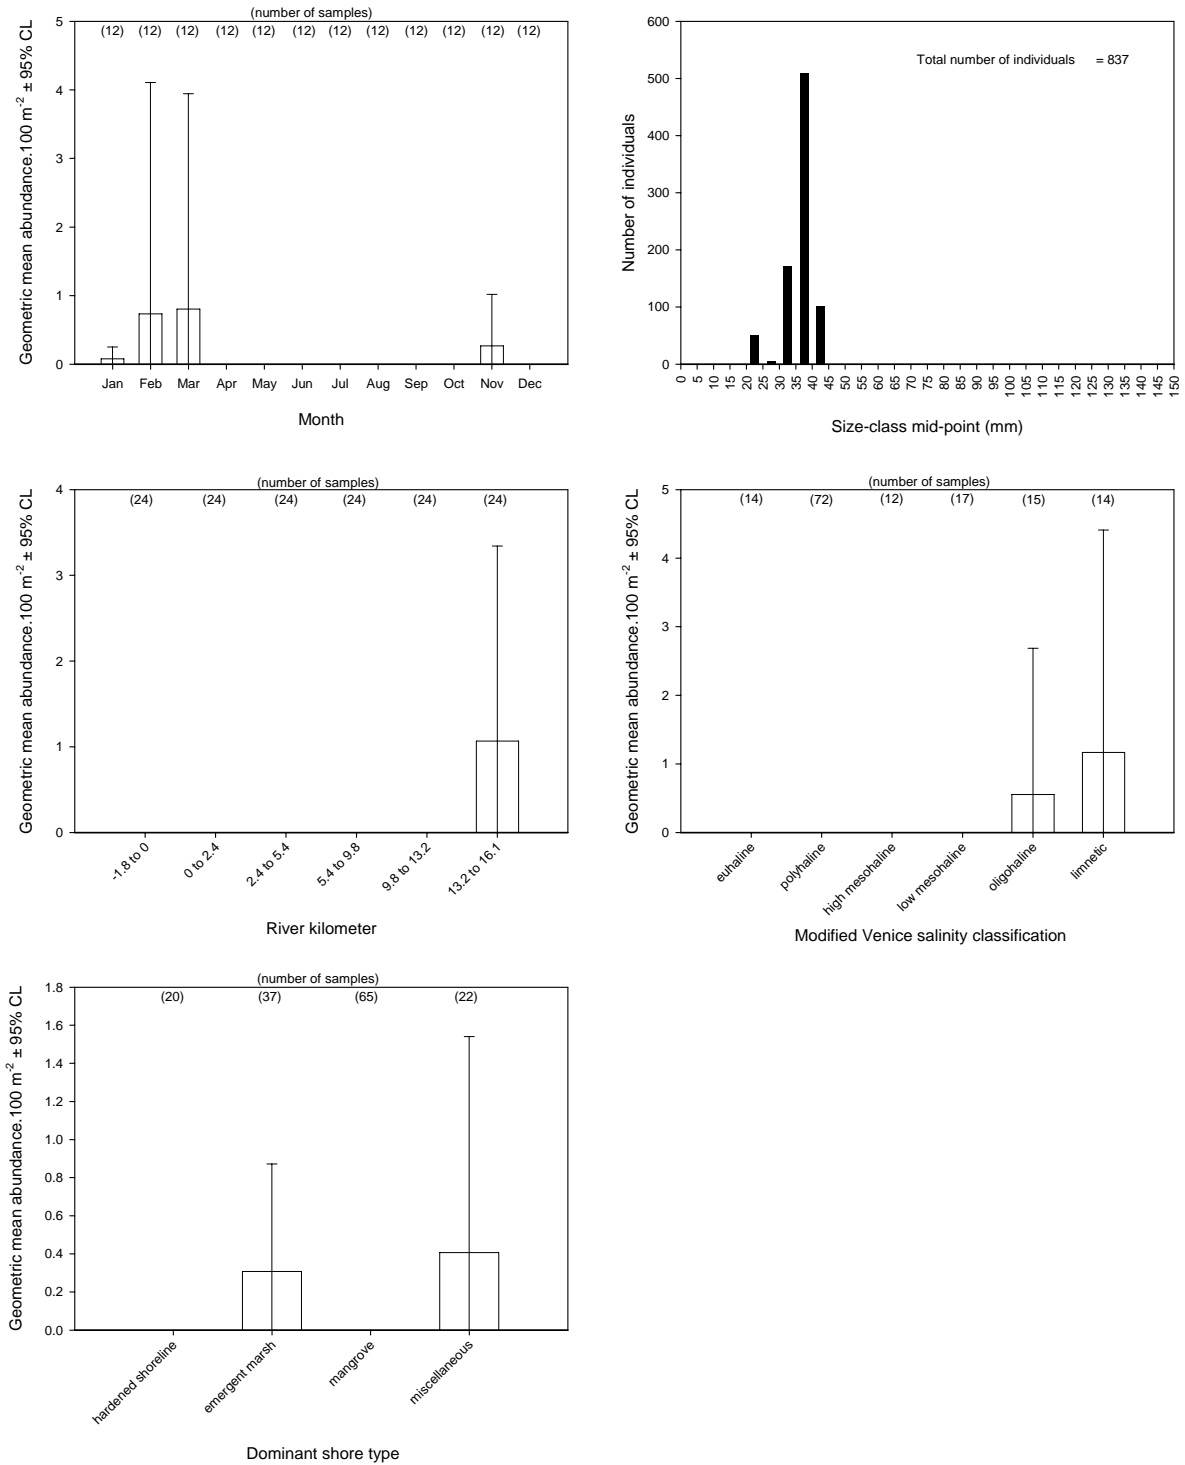 (number of samples)
(12) (12) (12) (12) (12) (12) (12) (12) (12) (12) (12) (12)
Geometric mean abundance.100 m-2 ± 95% CL
5
4
3
2
1
0
Jan Feb Mar Apr May Jun Jul Aug Sep Oct Nov Dec
Month
Total number of individuals = 837
Number of individuals
600
500
400
300
200
100
0
0 5 10 15 20 25 30 35 40 45 50 55 60 65 70 75 80 85 90 95 100 105 110 115 120 125 130 135 140 145 150
Size-class mid-point (mm)
(number of samples)
(24) (24) (24) (24) (24) (24)
Geometric mean abundance.100 m-2 ± 95% CL
4
3
2
1
0
-1.8 to 0
0 to 2.4
2.4 to 5.4
5.4 to 9.8
9.8 to 13.2
13.2 to 16.1
River kilometer
(number of samples)
(14) (72) (12) (17) (15) (14)
Geometric mean abundance.100 m-2 ± 95% CL
5
4
3
2
1
0
euhaline
polyhaline
high mesohaline
low mesohaline
oligohaline
limnetic
Modified Venice salinity classification
(number of samples)
(20) (37) (65) (22)
Geometric mean abundance.100 m-2 ± 95% CL
1.8
1.6
1.4
1.2
1.0
0.8
0.6
0.4
0.2
0.0
hardened shoreline
emergent marsh
mangrove
miscellaneous
Dominant shore type